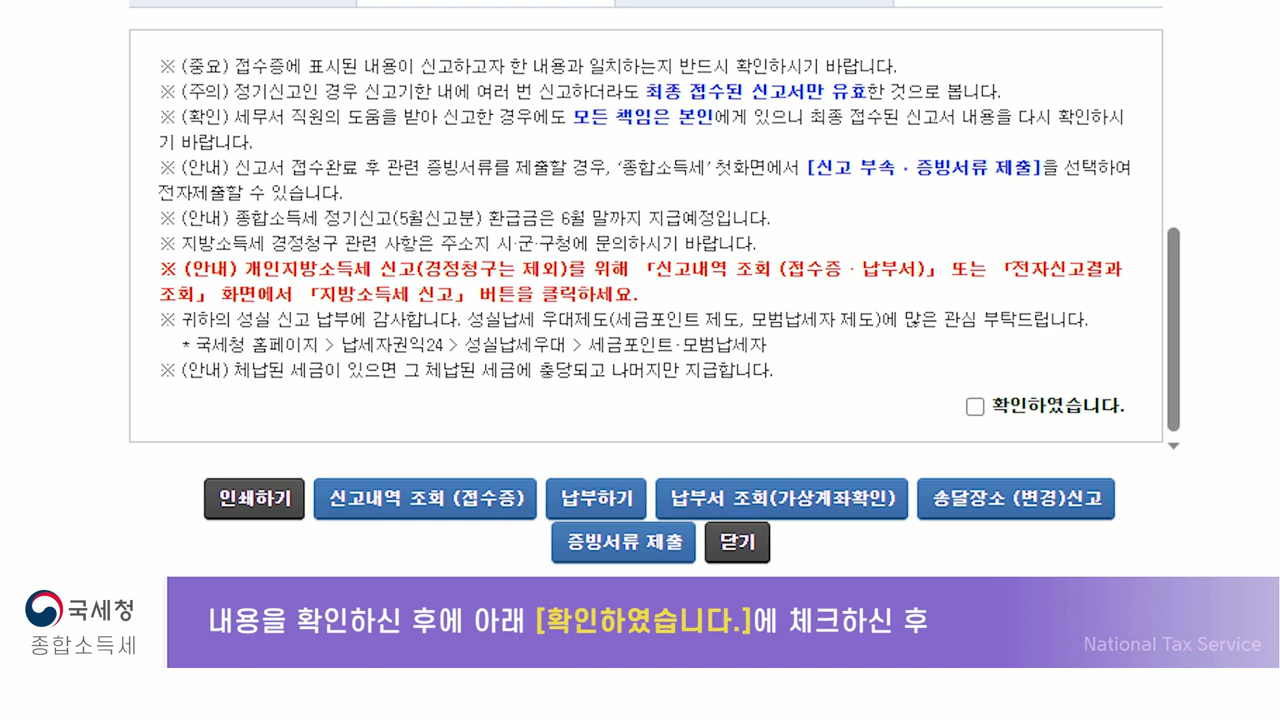 ※ (중요) 접수증에 표시된 내용이 신고하고자 한 내용과 일치하는지 반드시 확인하시기 바랍니다.
※ (주의) 정기신고인 경우 신고기한 내에 여러 번 신고하더라도 최종 접수된 신고서만 유효한 것으로 봅니다.
※ (확인) 세무서 직원의 도움을 받아 신고한 경우에도 모든 책임은 본인에게 있으니 최종 접수된 신고서 내용을 다시 확인하시
기 바랍니다.
※ (안내) 신고서 접수완료 후 관련 증빙서류를 제출할 경우, ‘종합소득세’ 첫화면에서 [신고 부속·증빙서류 제출]을 선택하여
전자제출할 수 있습니다.
※ (안내) 종합소득세 정기신고(5월신고분) 환급금은 6월 말까지 지급예정입니다.
※ 지방소득세 경정청구 관련 사항은 주소지 시·군·구청에 문의하시기 바랍니다.
※ (안내) 개인지방소득세 신고(경정청구는 제외)를 위해 「신고내역 조회 (접수증·납부서)」 또는 「전자신고결과
조회」 화면에서 「지방소득세 신고」 버튼을 클릭하세요.
※ 귀하의 성실 신고 납부에 감사합니다. 성실납세 우대제도(세금포인트 제도, 모범납세자 제도)에 많은 관심 부탁드립니다.
* 국세청 홈페이지 > 납세자권익24 > 성실납세우대 > 세금포인트·모범납세자
※ (안내) 체납된 세금이 있으면 그 체납된 세금에 충당되고 나머지만 지급합니다.
확인하였습니다.
인쇄하기 신고내역 조회 (접수증) 납부하기 납부서 조회(가상계좌확인) 송달장소 (변경)신고
증빙서류 제출 닫기
국세청
종합소득세
내용을 확인하신 후에 아래 [확인하였습니다.]에 체크하신 후
National Tax Service